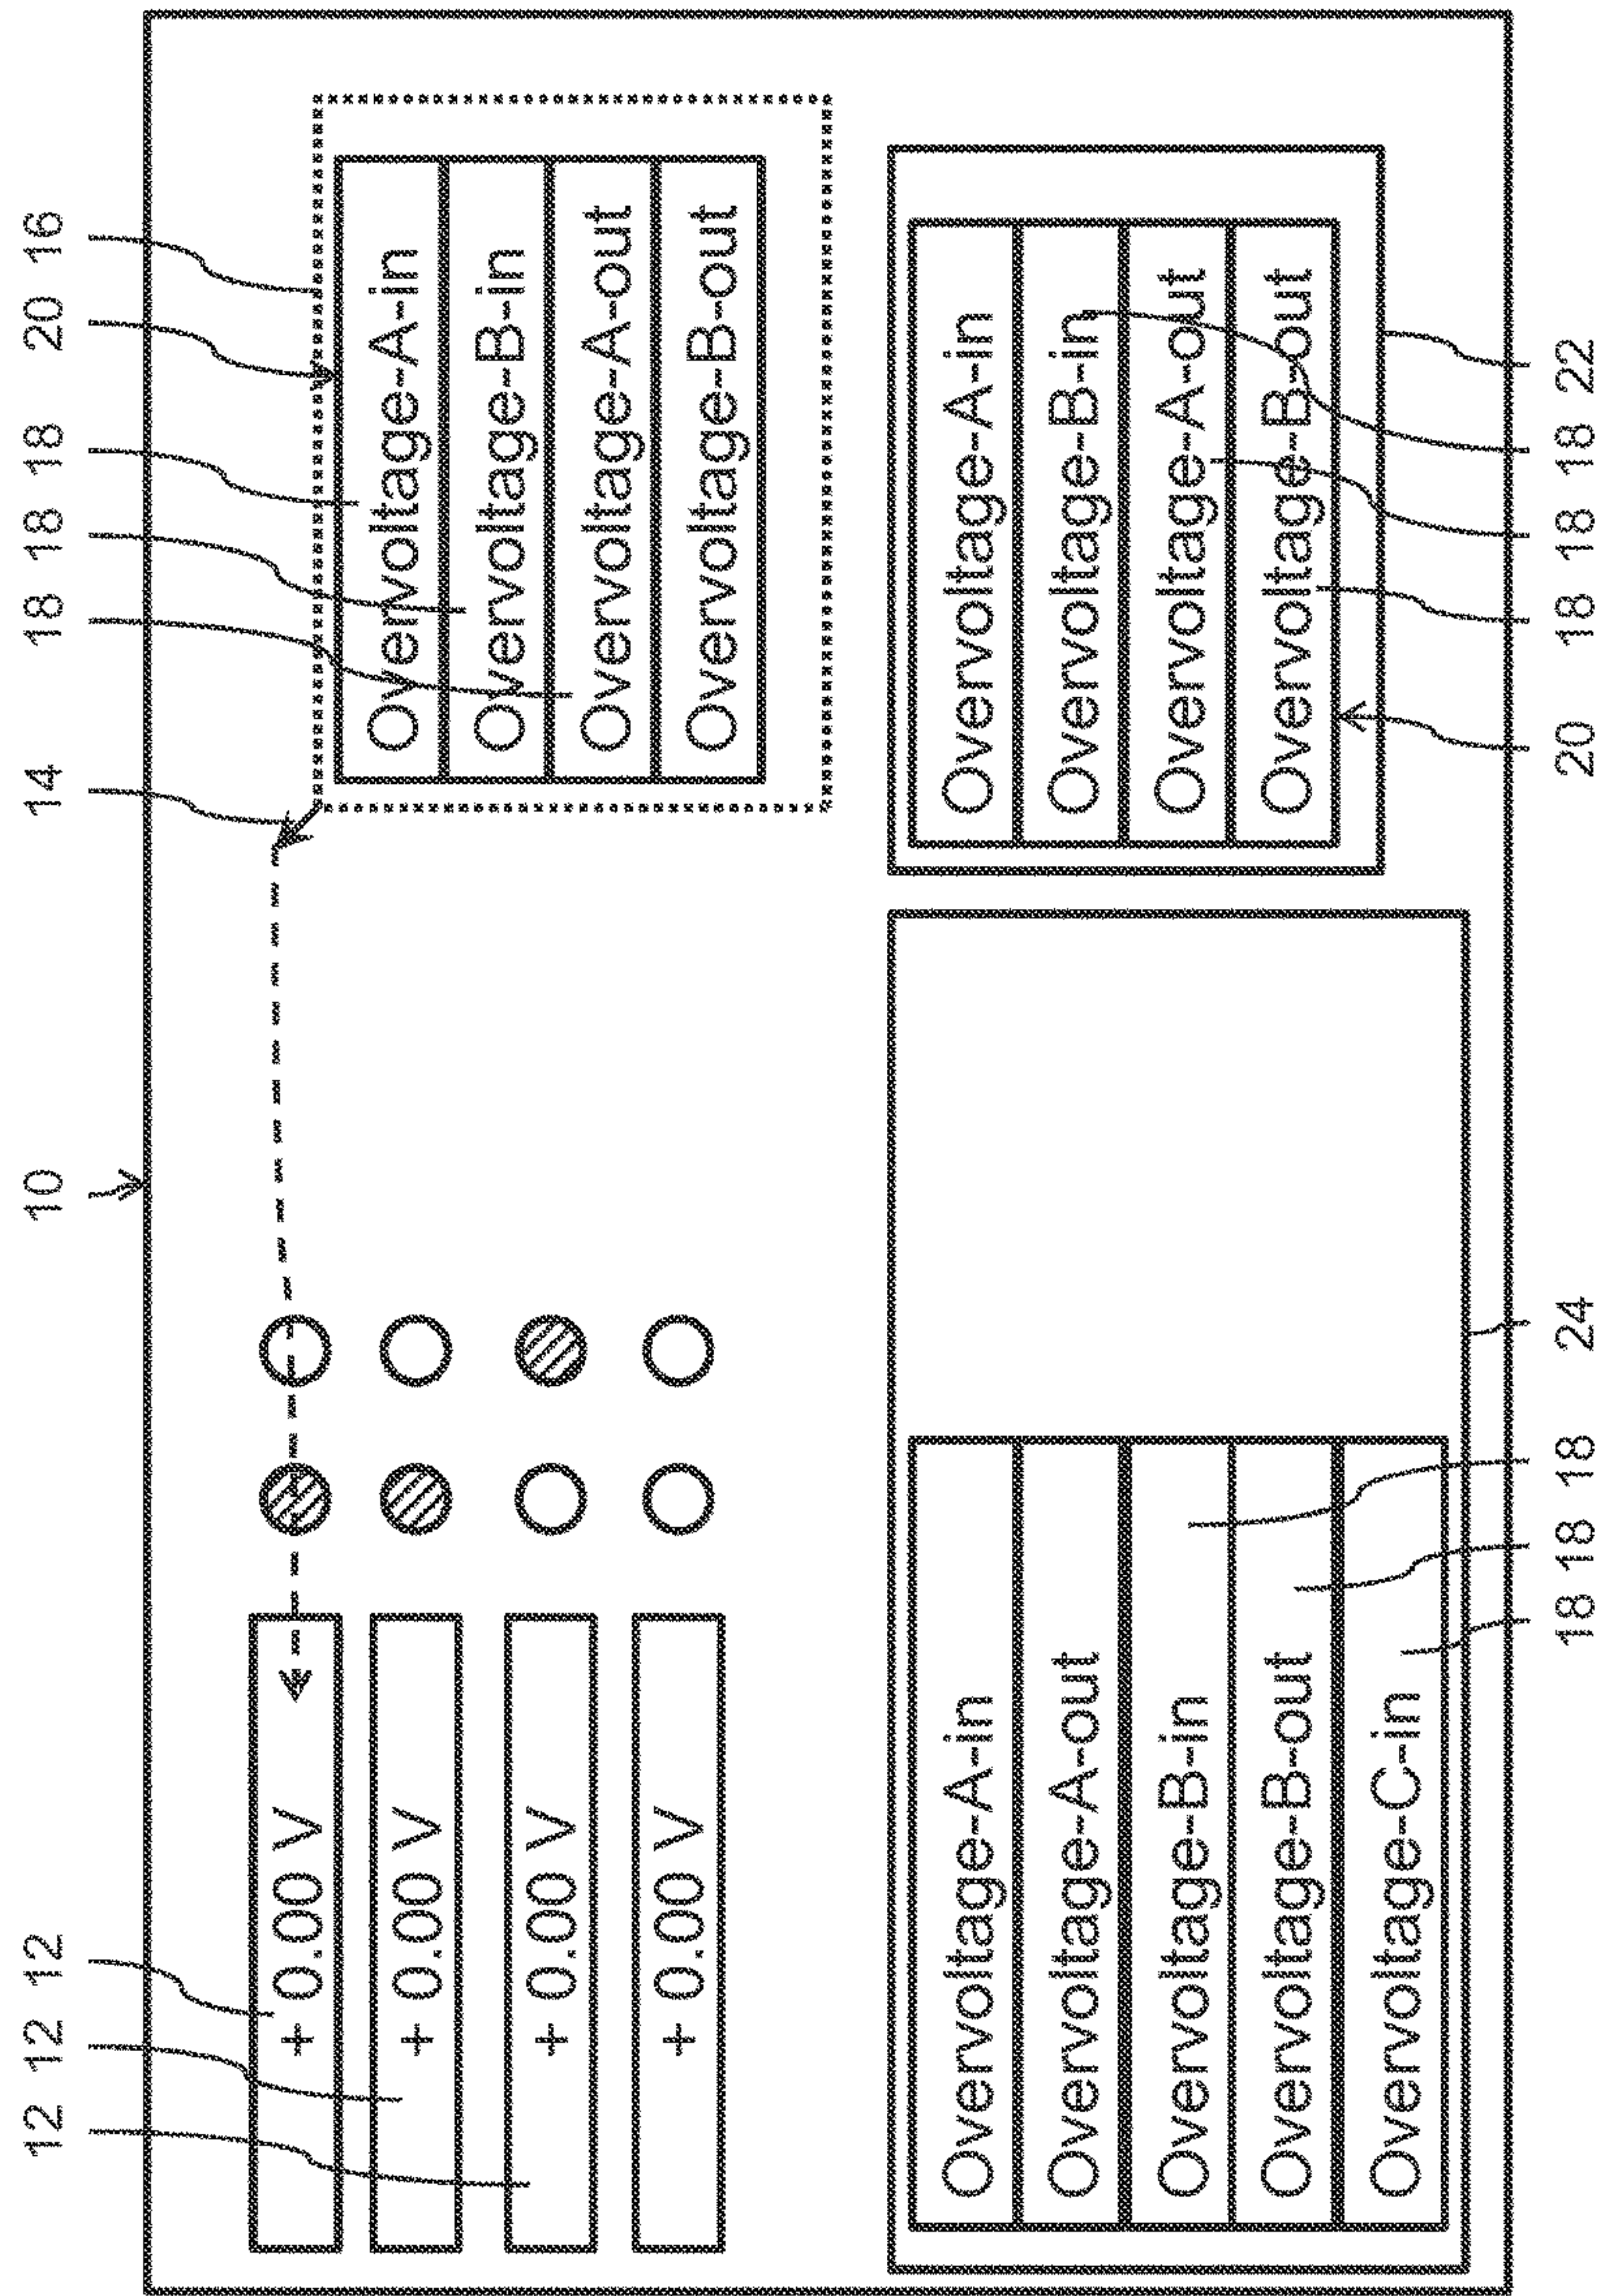 12 12 12 10 14 18 18 18 20 16
+ 0.00 V
+ 0.00 V
+ 0.00 V
+ 0.00 V
Overvoltage-A-in
Overvoltage-B-in
Overvoltage-A-out
Overvoltage-B-out
Overvoltage-A-in
Overvoltage-A-out
Overvoltage-B-in
Overvoltage-B-out
Overvoltage-C-in
Overvoltage-A-in
Overvoltage-B-in
Overvoltage-A-out
Overvoltage-B-out
18 18 18 24 20 18 18 18 22